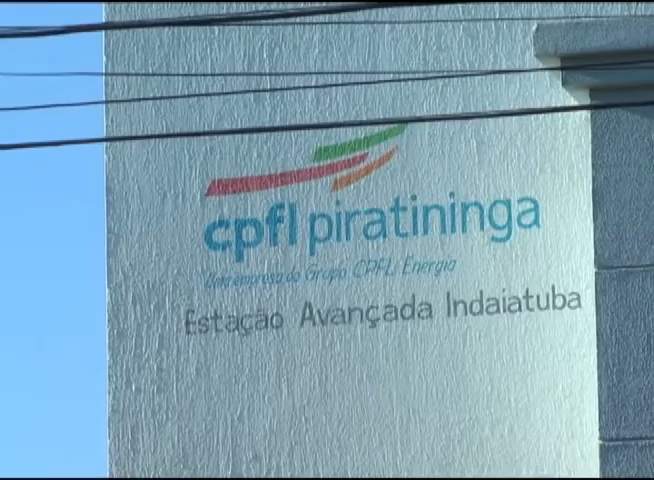 cpfl piratininga
Uma empresa do Grupo CPFL Energia
Estação Avançada Indaiatuba